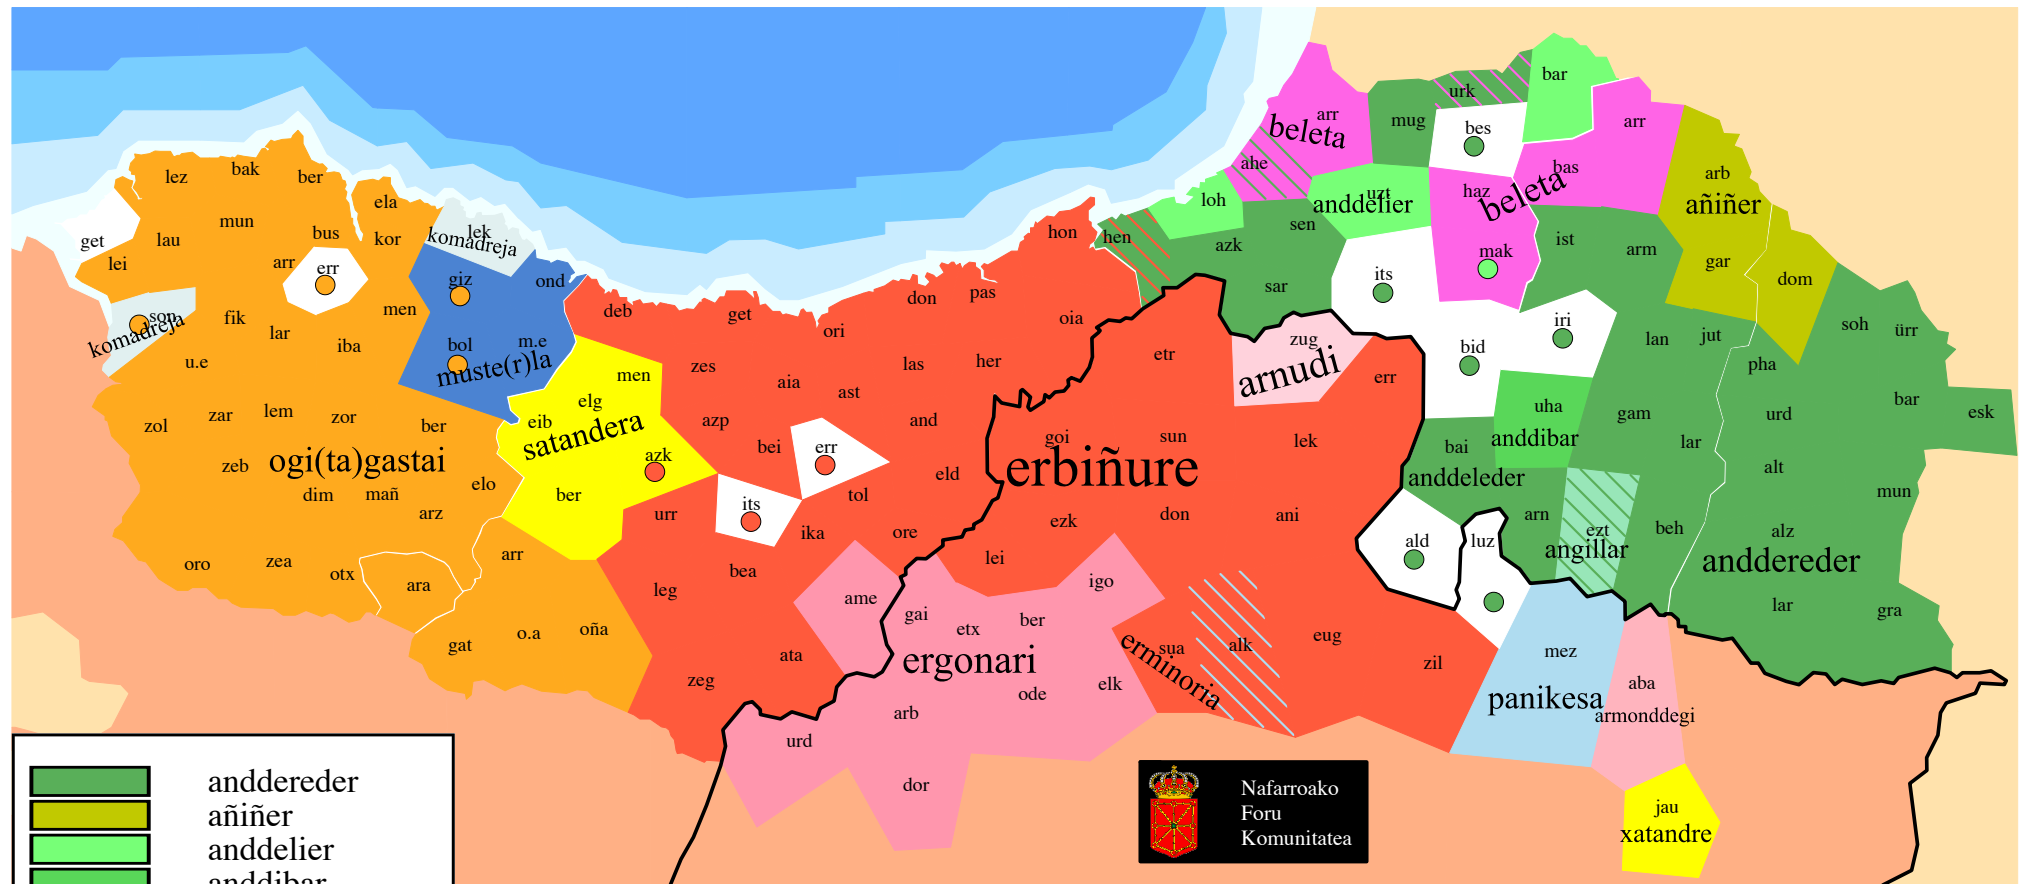 bar
urk
arr
mug
arr
bes
beleta
ahe
bas
haz
arb
lez
bak
ber
ela
uzt
anddelier
beleta
añiñer
loh
mun
bus
kor
lek
komadreja
hon
hen
azk
sen
ist
arm
get
lau
lei
arr
err
giz
ond
its
mak
gar
dom
sar
don
pas
son
komadreja
fik
lar
men
deb
get
ori
oia
iri
soh
ürr
u.e
iba
bol
m.e
muste(r)la
zes
las
her
etr
zug
arnudi
err
bid
lan
jut
pha
men
aia
ast
elg
eib
satandera
zol
zar
lem
zor
ber
azp
and
goi
sun
lek
uha
anddibar
gam
urd
bar
esk
bei
err
bai
lar
zeb
ogi(ta)gastai
azk
eld
erbiñure
anddeleder
alt
dim
mañ
elo
arz
ber
urr
its
tol
ika
ore
ezk
don
ani
arn
mun
ezt
angillar
beh
alz
anddereder
oro
zea
otx
ara
arr
bea
leg
lei
ald
luz
ame
gai
igo
lar
gra
gat
o.a
oña
etx
ber
ata
ergonari
sua
erminoria
alk
eug
zil
mez
zeg
ode
elk
panikesa
aba
armonddegi
arb
urd
dor
jau
xatandre
Nafarroako
Foru
Komunitatea
anddereder
añiñer
anddelier
anddibar